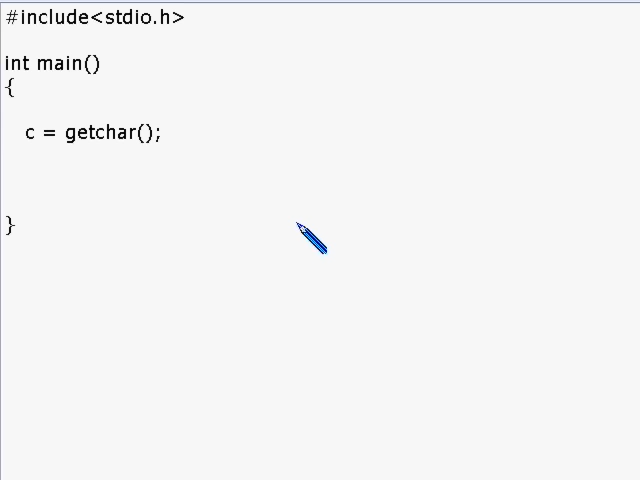 #include<stdio.h>
int main()
{
c = getchar();
}